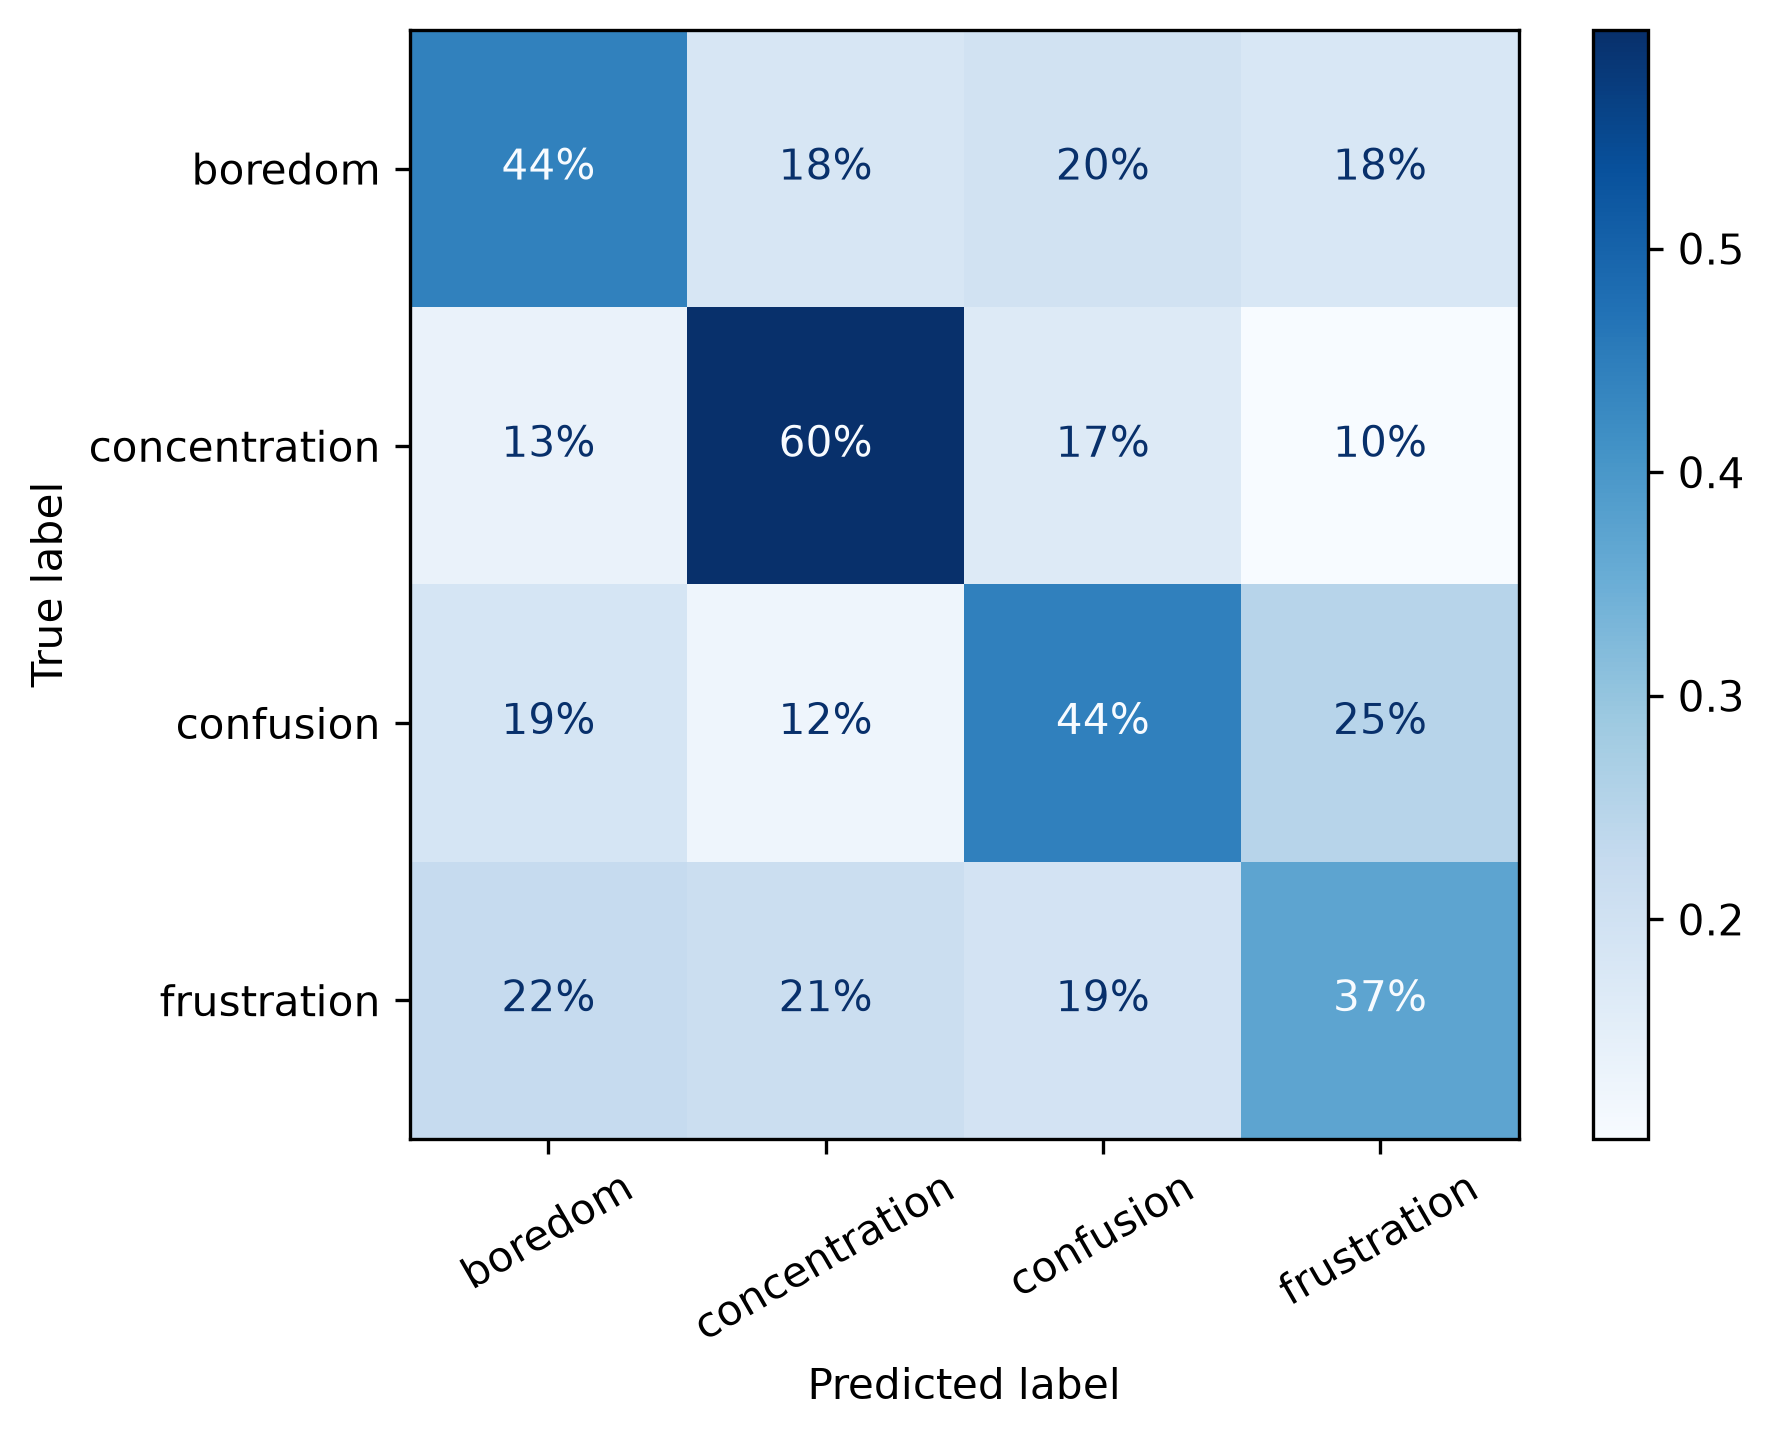 True label
boredom
44% 18% 20% 18%
concentration
13% 60% 17% 10%
confusion
19% 12% 44% 25%
frustration
22% 21% 19% 37%
boredom
concentration
confusion
frustration
Predicted label
0.5
0.4
0.3
0.2